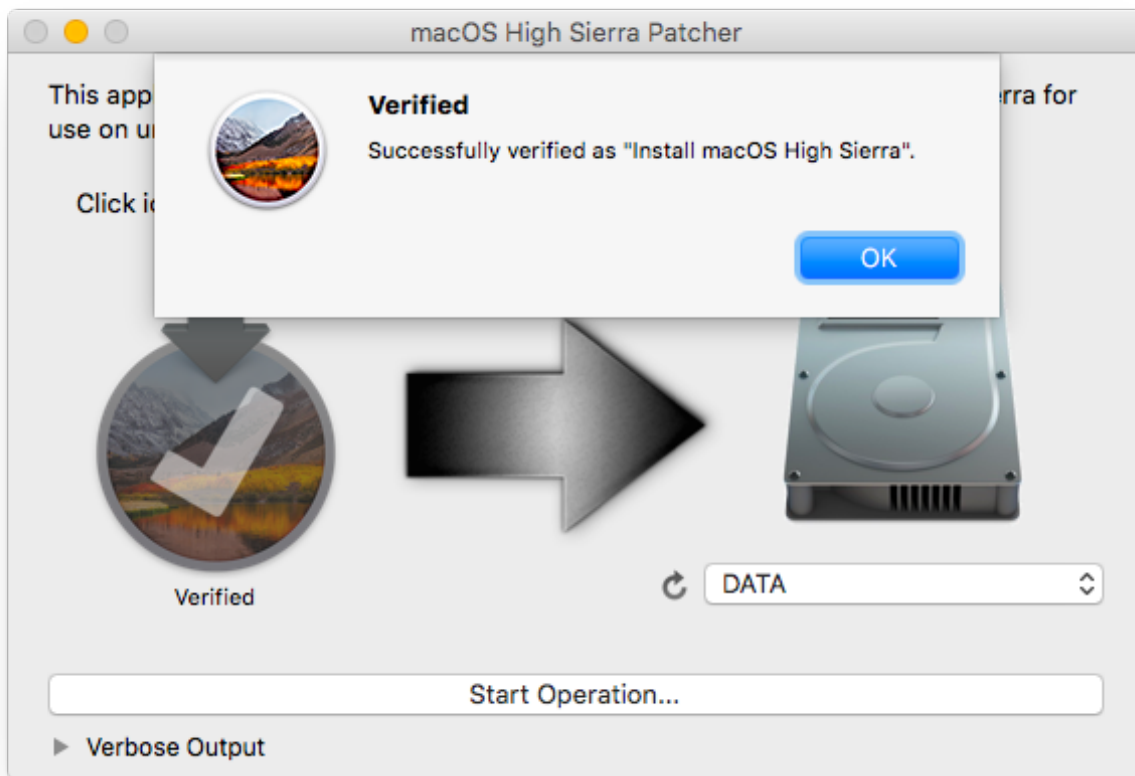 macOS High Sierra Patcher
This app
Verified
rra for
use on
Successfully verified as "Install macOS High Sierra".
Click
OK
Verified
DATA
Start Operation...
Verbose Output